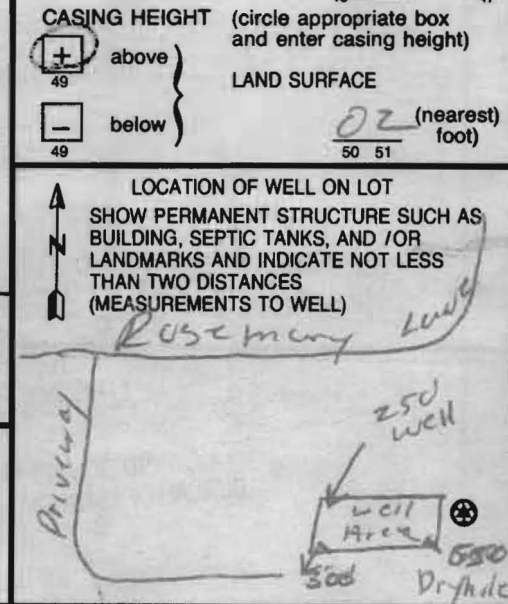 CASING HEIGHT (circle appropriate box
and enter casing height)
+ above
49
LAND SURFACE
- below
49
02 (nearest)
50 51 foot)
LOCATION OF WELL ON LOT
SHOW PERMANENT STRUCTURE SUCH AS
BUILDING, SEPTIC TANKS, AND /OR
LANDMARKS AND INDICATE NOT LESS
THAN TWO DISTANCES
(MEASUREMENTS TO WELL)
N
Rosemary Lane
Driveway
250
well
well
Area
500
Dryhole